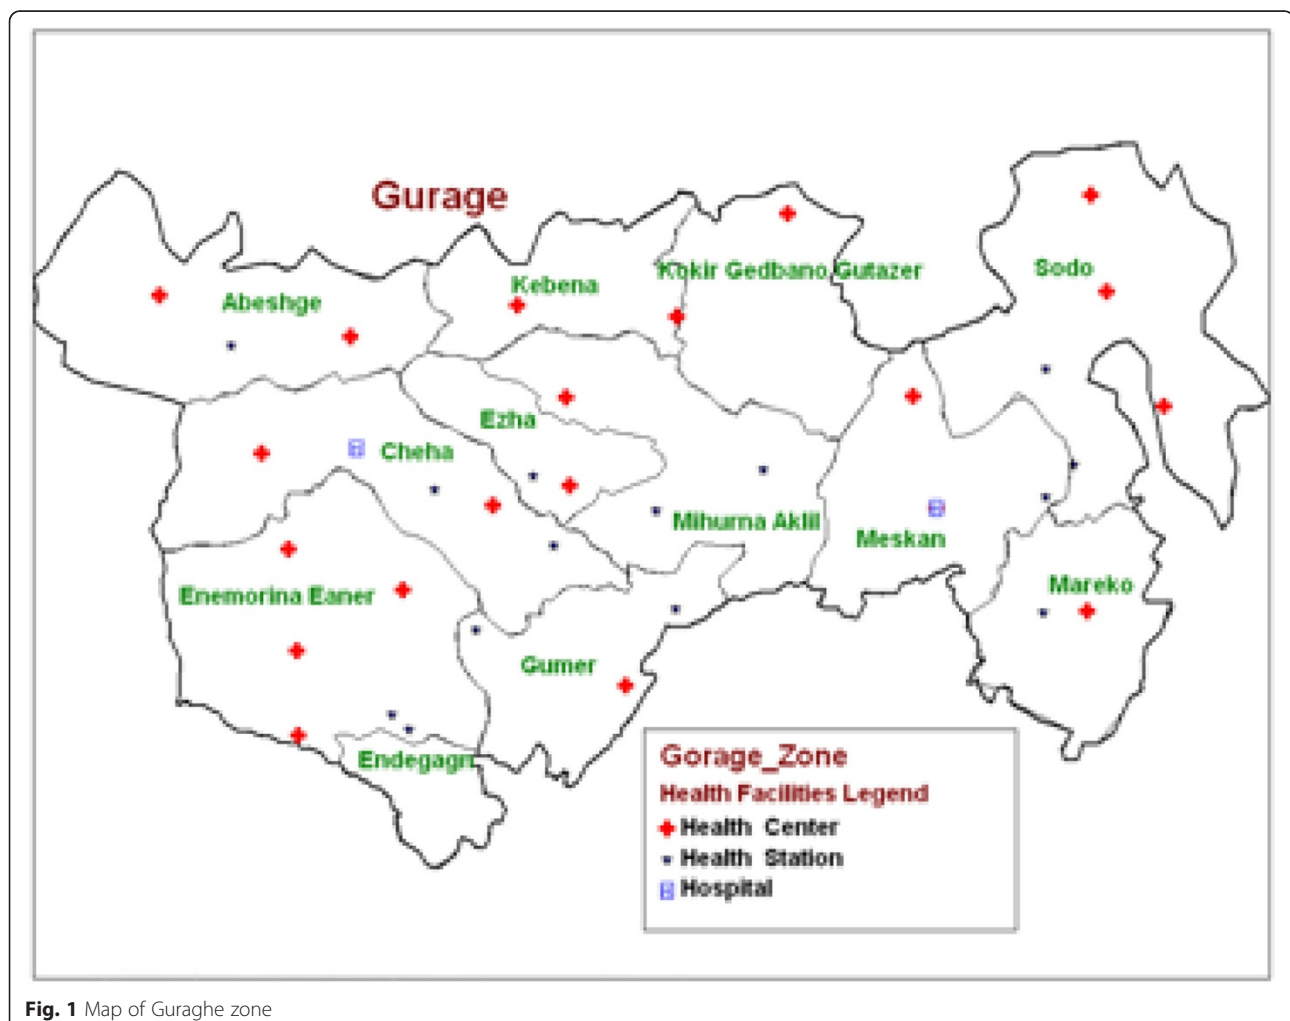 Gurage
Kokir Gedbano Gutazer
Sodo
Kebena
Abeshge
Ezha
Cheha
Mihurna Aklil
Meskan
Mareko
Enemorina Eaner
Gumer
Endegagn
Gorage_Zone
Health Facilities Legend
Health Center
Health Station
Hospital
Fig. 1 Map of Guraghe zone